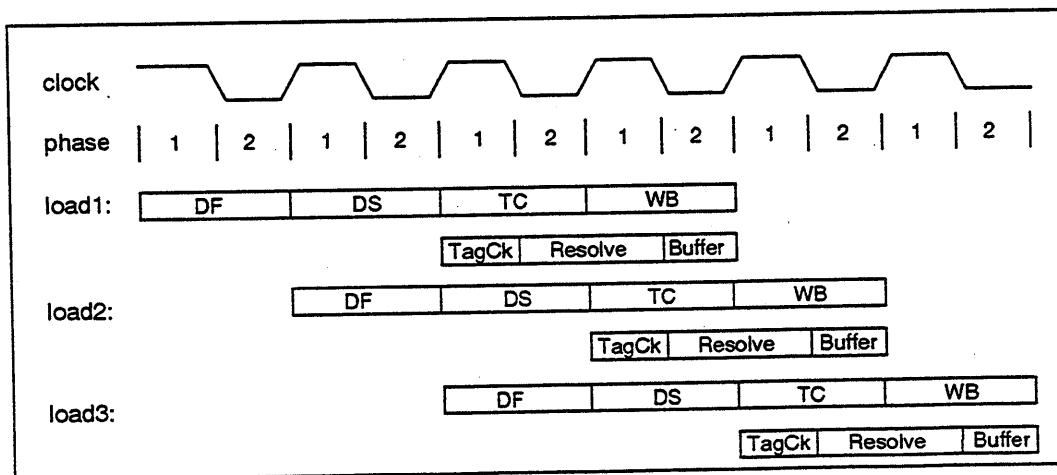 clock
phase 1 2 1 2 1 2 1 2 1 2 1 2
load1: DF DS TC WB
TagCk Resolve Buffer
load2: DF DS TC WB
TagCk Resolve Buffer
load3: DF DS TC WB
TagCk Resolve Buffer